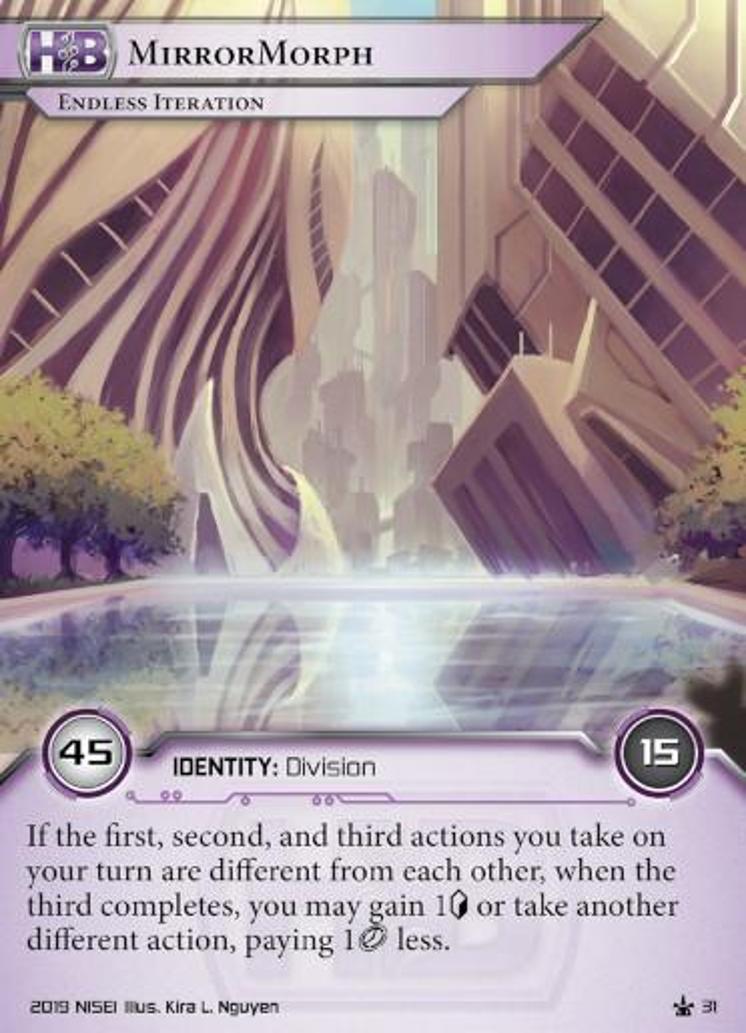 H&B MirrorMorph
Endless Iteration
45
15
IDENTITY: Division
If the first, second, and third actions you take on
your turn are different from each other, when the
third completes, you may gain 1 or take another
different action, paying 1 less.
2019 NISEI Illus. Kira L. Nguyen
31